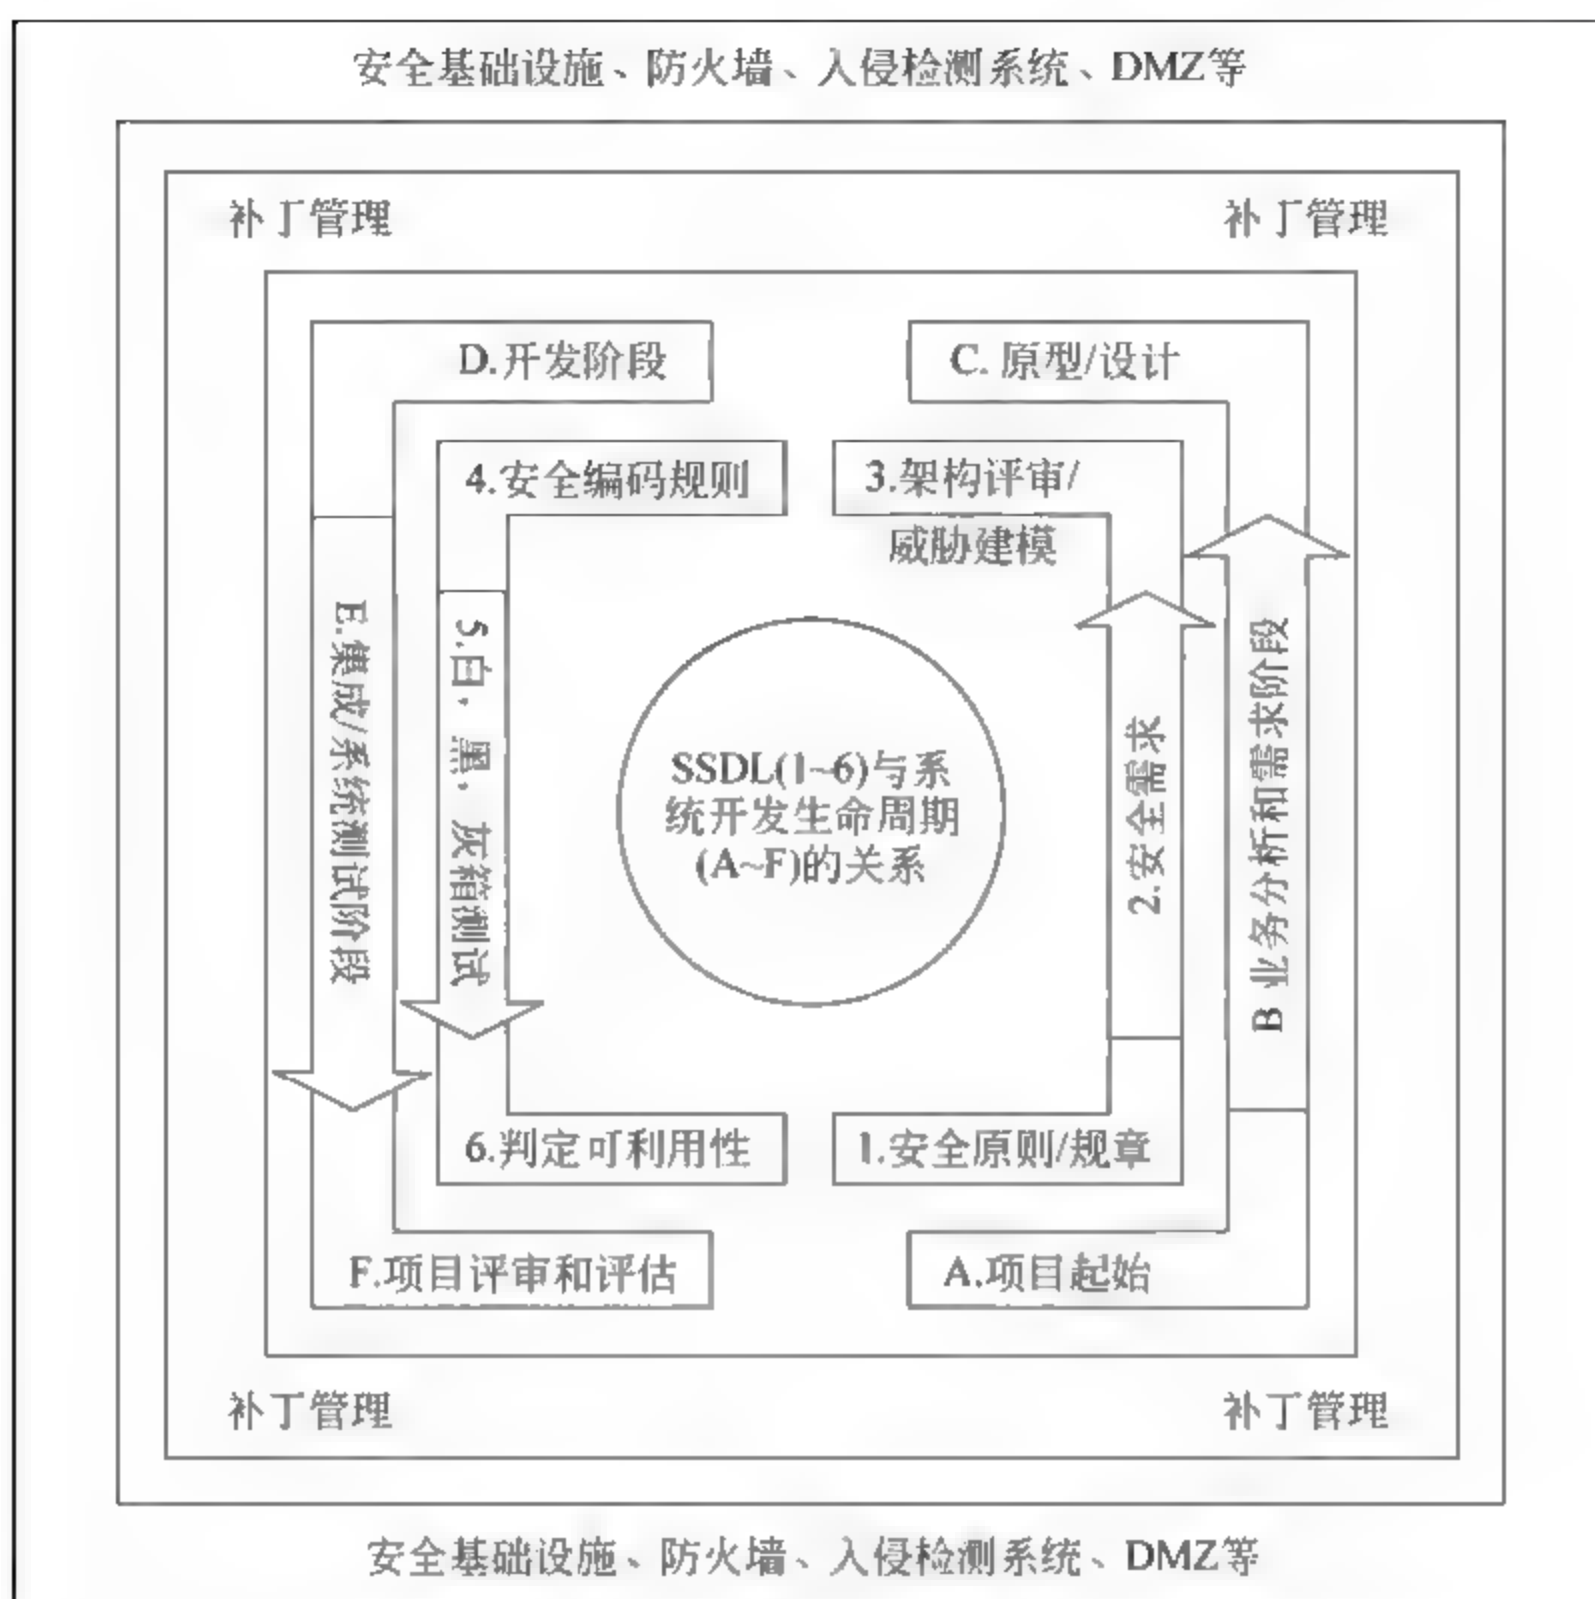 安全基础设施、防火墙、入侵检测系统、DMZ等
补丁管理
补丁管理
D.开发阶段
C. 原型/设计
4.安全编码规则
3.架构评审/
威胁建模
E.集成/系统测试阶段
5.白，黑，灰箱测试
SSDL(1~6)与系
统开发生命周期
(A~F)的关系
2.安全需求
B 业务分析和需求阶段
6.判定可利用性
1.安全原则/规章
F.项目评审和评估
A.项目起始
补丁管理
补丁管理
安全基础设施、防火墙、入侵检测系统、DMZ等